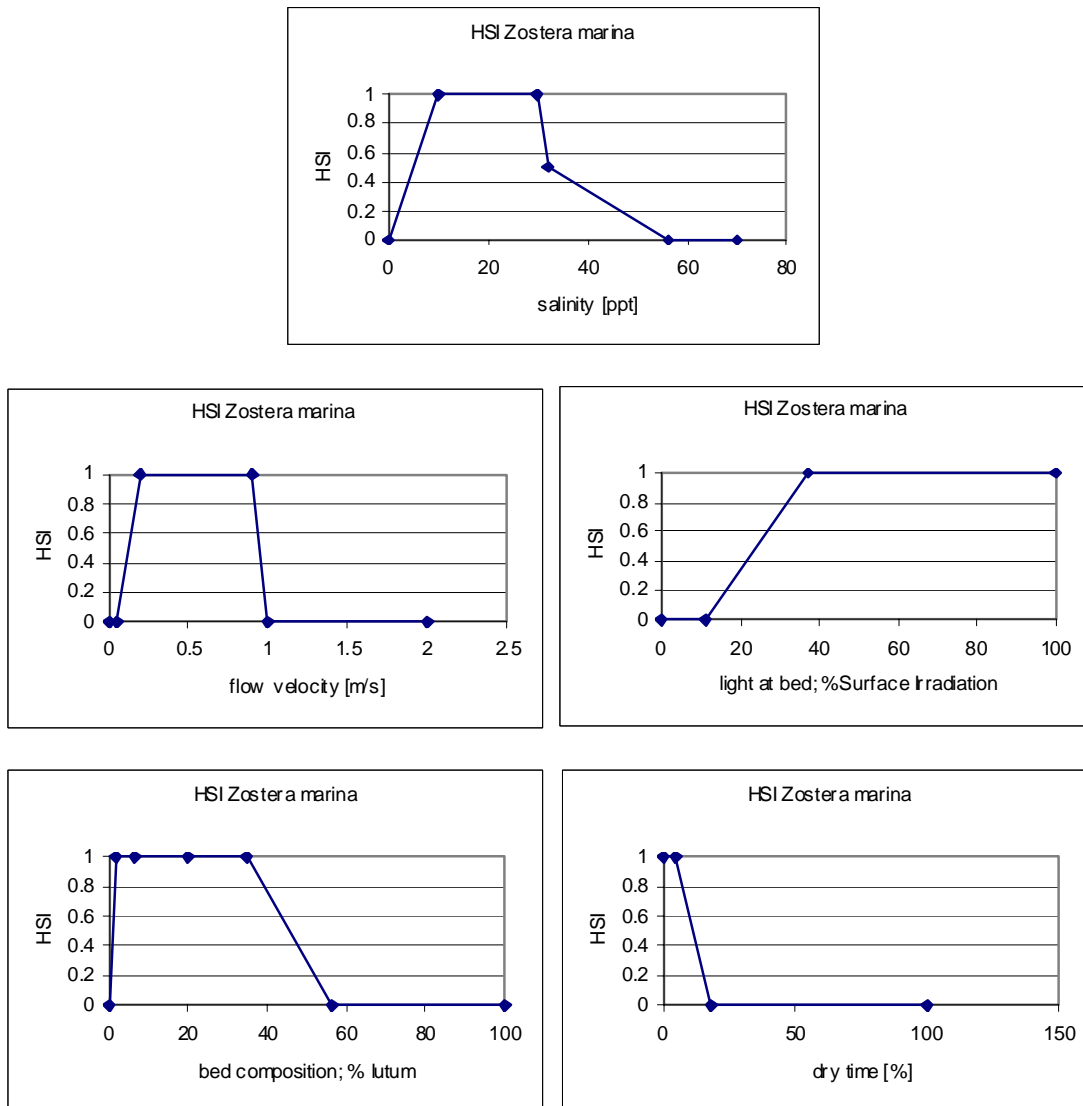 HSI Zostera marina
1
0.8
0.6
0.4
0.2
0
HSI
0 20 40 60 80
salinity [ppt]
HSI Zostera marina
1
0.8
0.6
0.4
0.2
0
HSI
0 0.5 1 1.5 2 2.5
flow velocity [m/s]
HSI Zostera marina
1
0.8
0.6
0.4
0.2
0
HSI
0 20 40 60 80 100
light at bed; %Surface Irradiation
HSI Zostera marina
1
0.8
0.6
0.4
0.2
0
HSI
0 20 40 60 80 100
bed composition; % lutum
HSI Zostera marina
1
0.8
0.6
0.4
0.2
0
HSI
0 50 100 150
dry time [%]